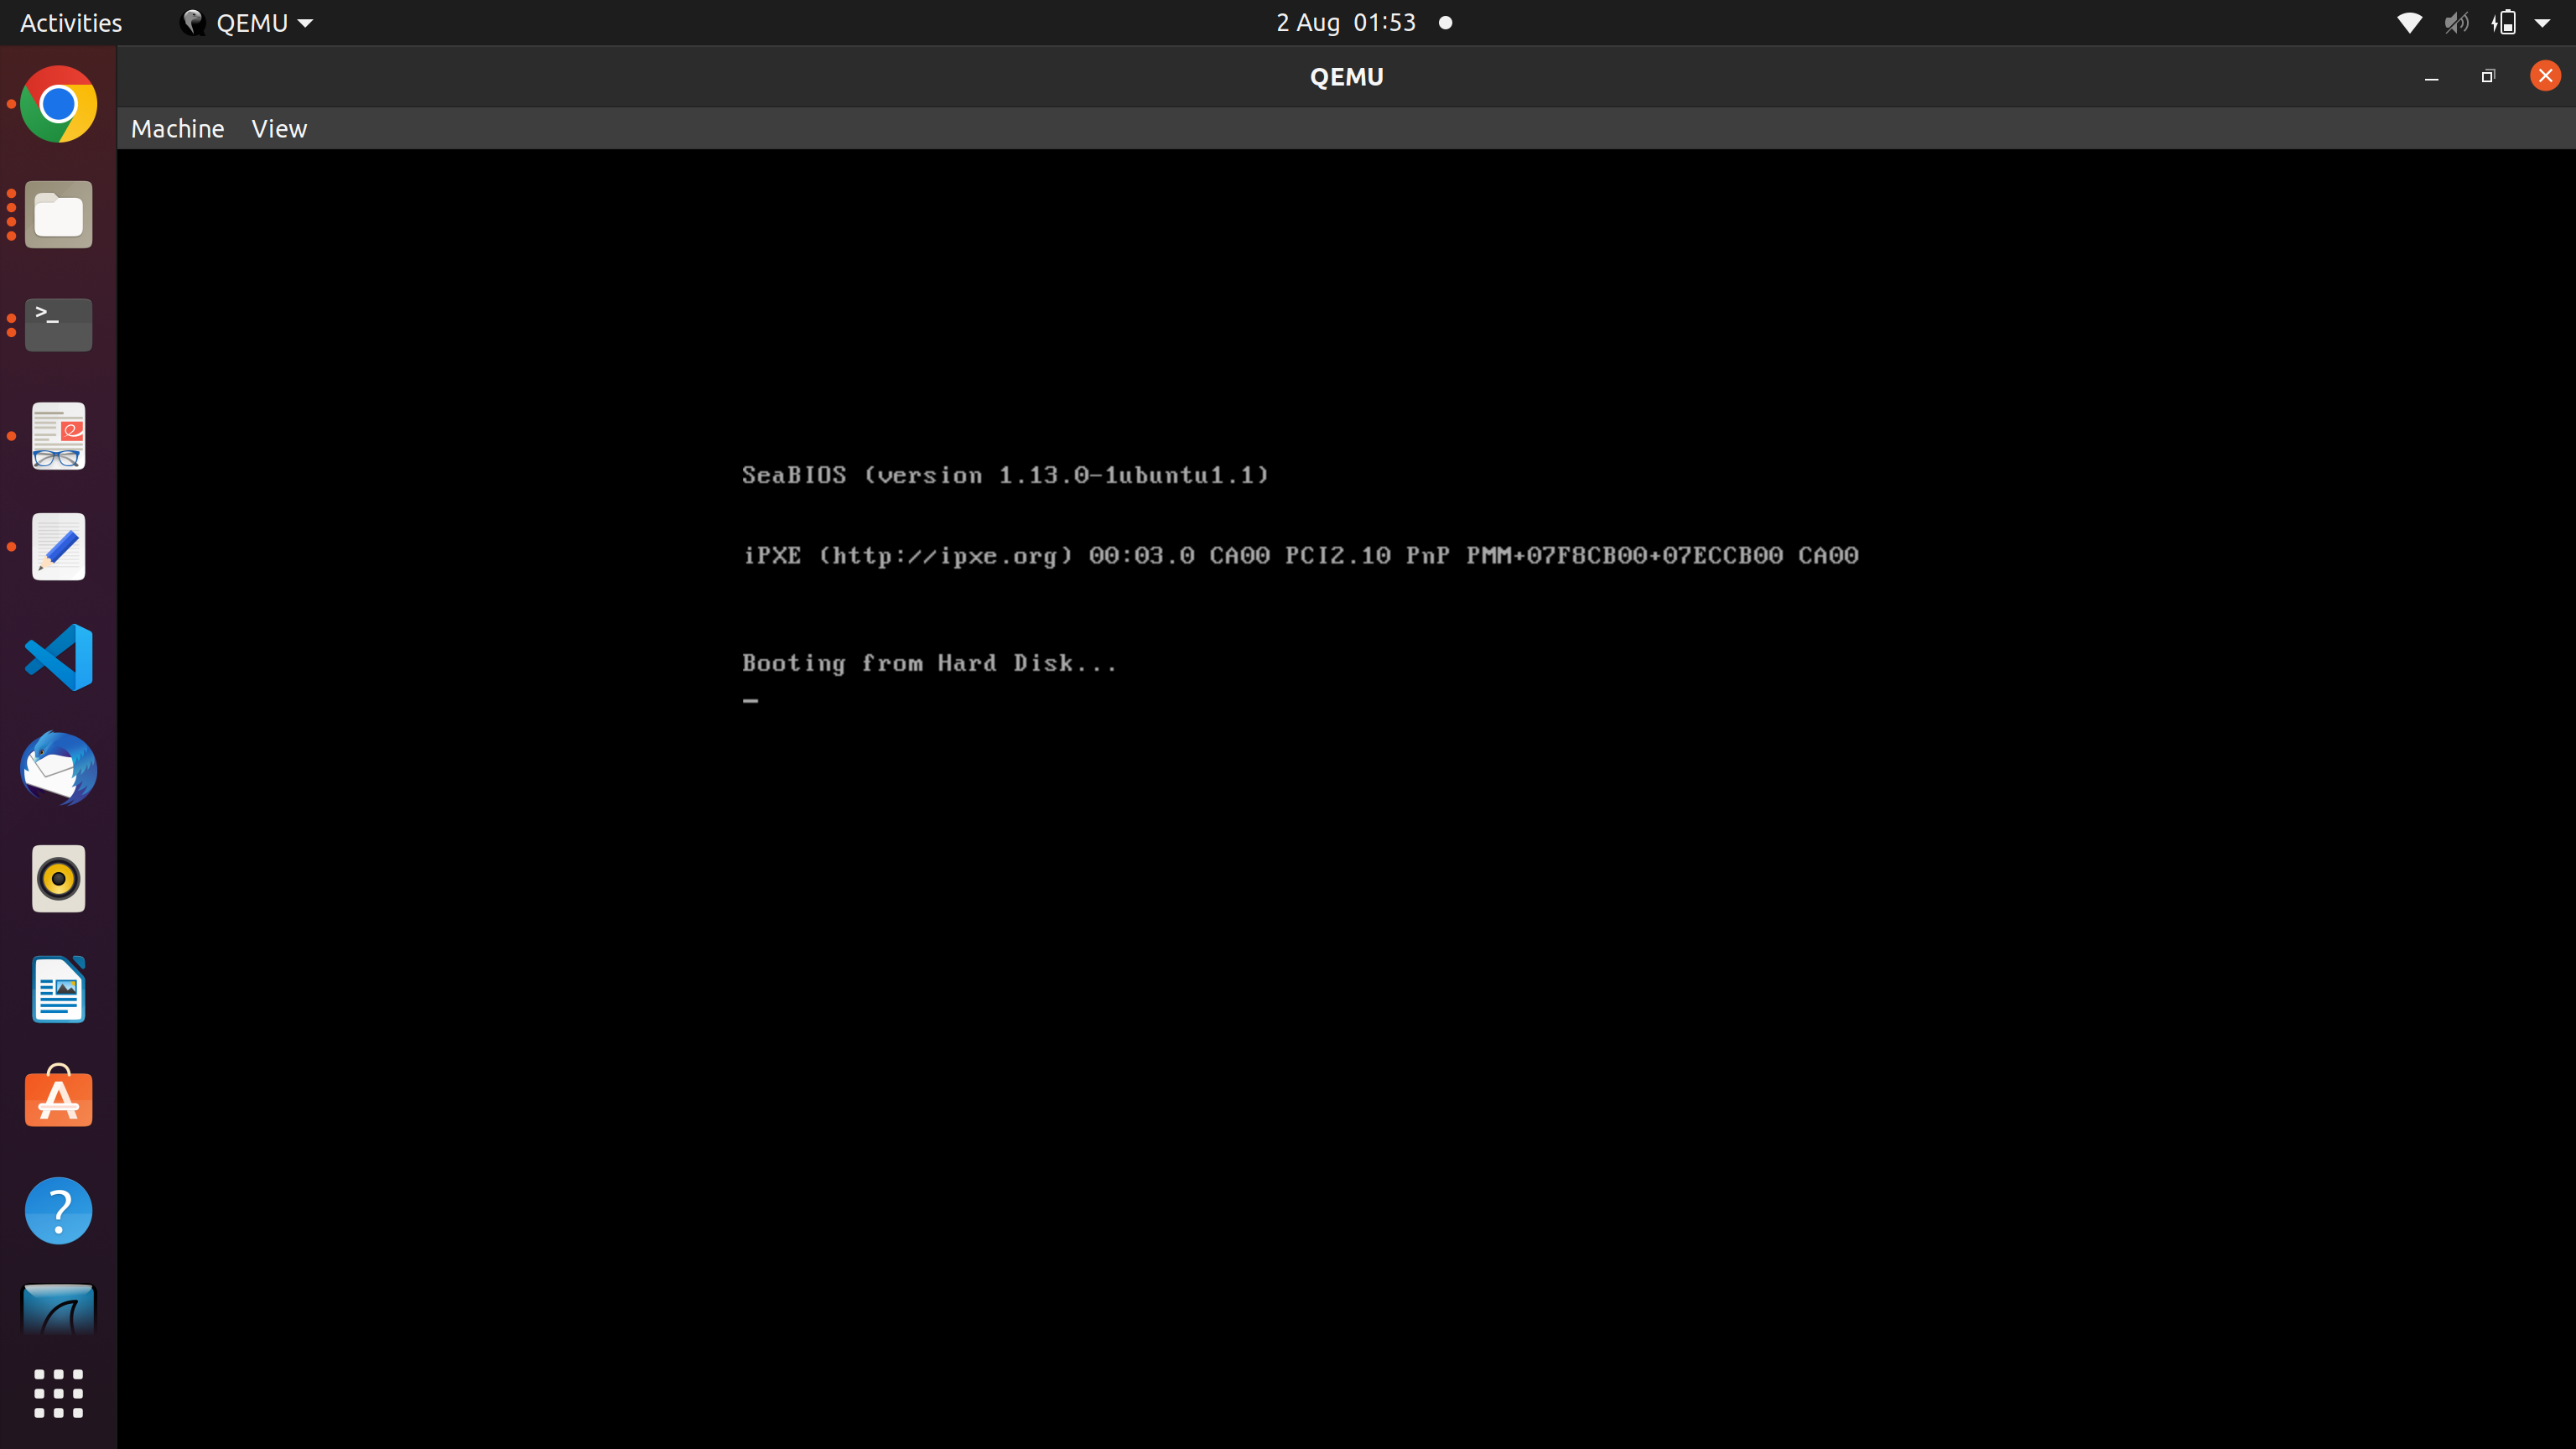 Activities QEMU 2 Aug 01:53
QEMU
Machine View
SeaBIOS (version 1.13.0-1ubuntu1.1)
iPXE (http://ipxe.org) 00:03.0 CA00 PCI2.10 PnP PMM+07F8CB00+07ECCB00 CA00
Booting from Hard Disk...